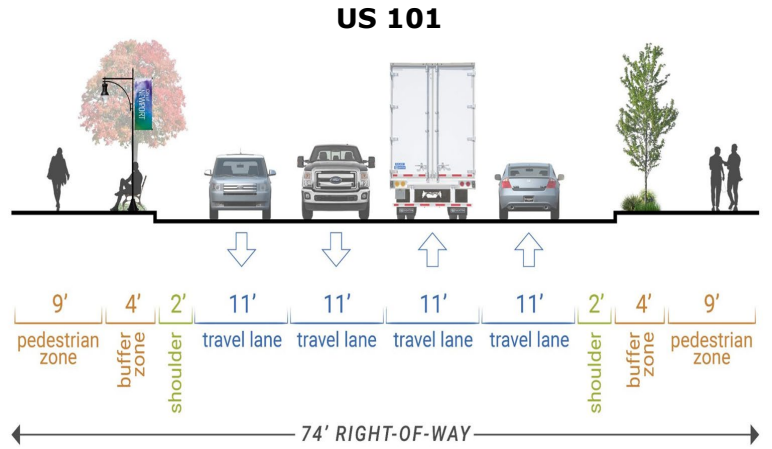 US 101
NEWPORT
9' 4' 2' 11' 11' 11' 11' 2' 4' 9'
pedestrian
zone
buffer
zone
shoulder
travel lane
travel lane
travel lane
travel lane
shoulder
buffer
zone
pedestrian
zone
74' RIGHT-OF-WAY